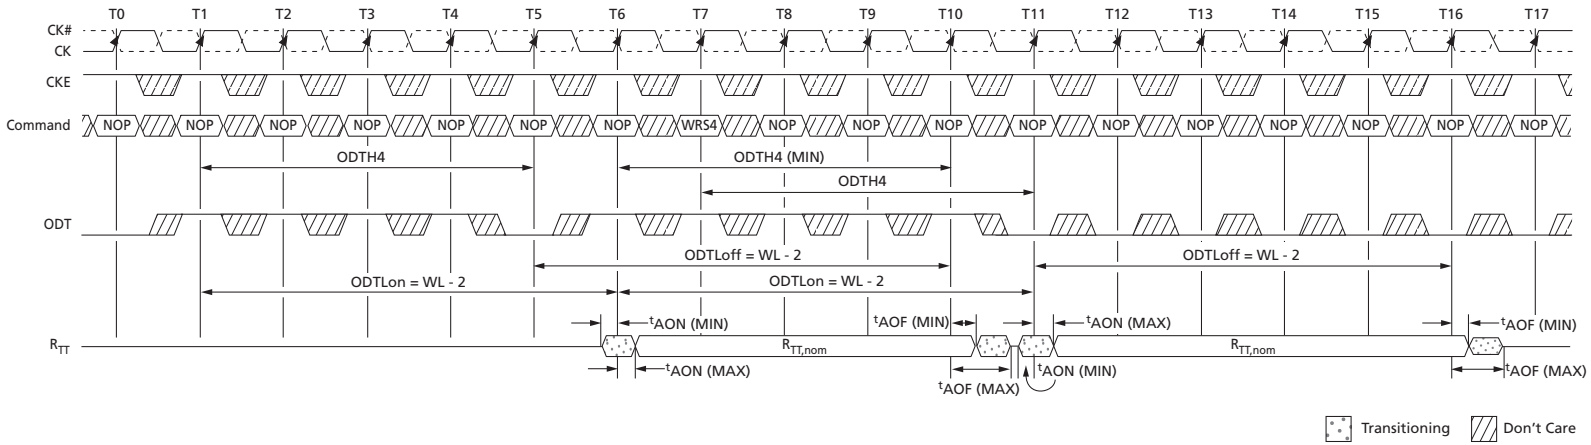 T0 T1 T2 T3 T4 T5 T6 T7 T8 T9 T10 T11 T12 T13 T14 T15 T16 T17
CK#
CK
CKE
Command NOP NOP NOP NOP NOP NOP NOP WRS4 NOP NOP NOP NOP NOP NOP NOP NOP NOP NOP
ODTH4 ODTH4 (MIN)
ODTH4
ODT
ODTLoff = WL - 2 ODTLoff = WL - 2
ODTLon = WL - 2 ODTLon = WL - 2
tAON (MIN) tAOF (MIN) tAON (MAX) tAOF (MIN)
RTT RTT,nom RTT,nom
tAON (MAX) tAON (MIN) tAOF (MAX)
tAOF (MAX)
Transitioning Don't Care